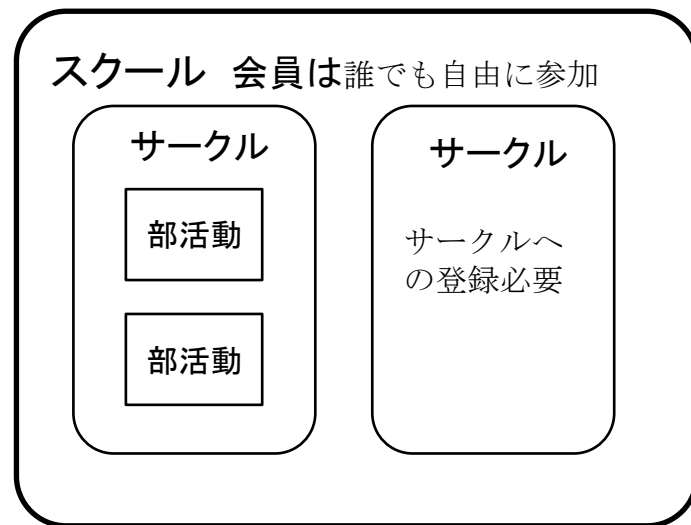 スクール 会員は誰でも自由に参加
サークル
部活動
部活動
サークル
サークルへ
の登録必要